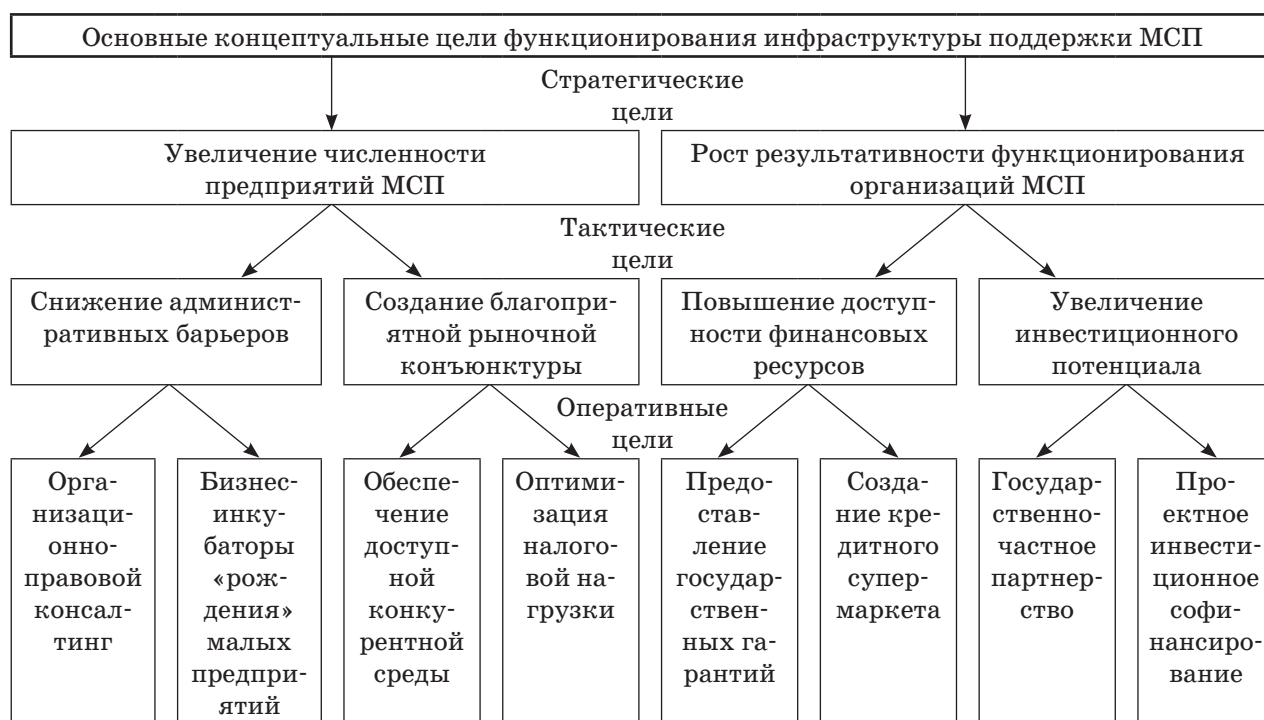 Основные концептуальные цели функционирования инфраструктуры поддержки МСП
Стратегические
цели
Увеличение численности
предприятий МСП
Рост результативности функционирования
организаций МСП
Тактические
цели
Снижение админист-
ративных барьеров
Создание благопри-
ятной рыночной
конъюнктуры
Повышение доступ-
ности финансовых
ресурсов
Увеличение
инвестиционного
потенциала
Оперативные
цели
Орга-
низаци-
онно-
правовой
консал-
тинг
Бизнес-
инку-
баторы
«рож-
дения»
малых
предпри-
ятий
Обеспе-
чение
доступ-
ной
конку-
рентной
среды
Оптими-
зация
налого-
вой на-
грузки
Предо-
став-
ление
государ-
ствен-
ных га-
рантий
Созда-
ние кре-
дитного
супер-
маркета
Государ-
ственно-
частное
партнер-
ство
Про-
ектное
инвести-
ционное
софи-
нансиро-
вание